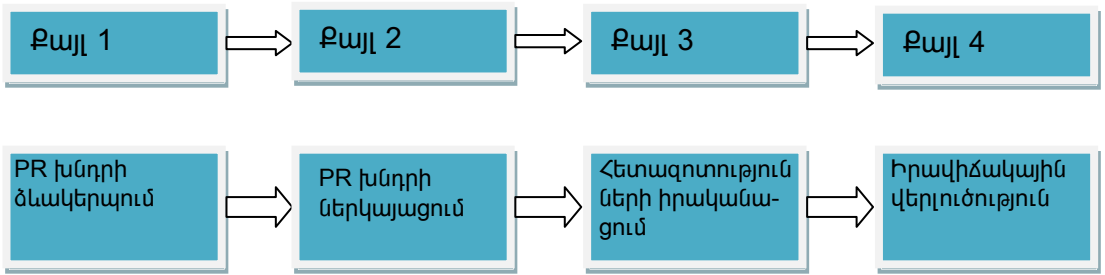 Քայլ 1
Քայլ 2
Քայլ 3
Քայլ 4
PR խնդրի
ձևակերպում
PR խնդրի
ներկայացում
Հետազոտություն
ների իրականա-
ցում
Իրավիճակային
վերլուծություն